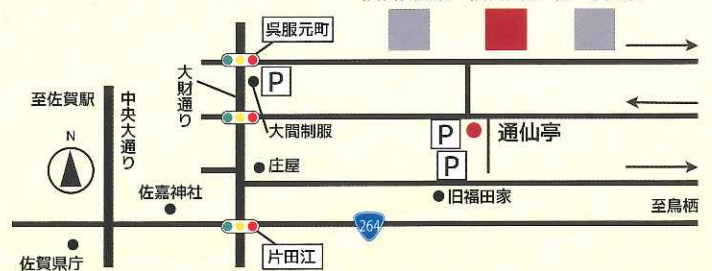 呉服元町
P
大財通り
至佐賀駅
中央大通り
大間制服
N
P
通仙亭
P
庄屋
佐嘉神社
旧福田家
至鳥栖
264
片田江
佐賀県庁